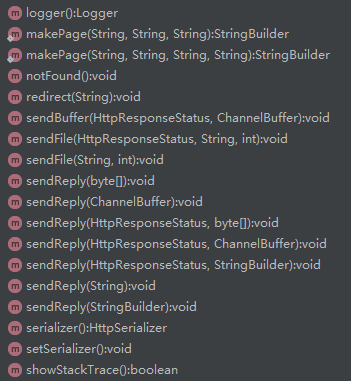 m logger():Logger
m makePage(String, String, String):StringBuilder
m makePage(String, String, String, String):StringBuilder
m notFound():void
m redirect(String):void
m sendBuffer(HttpResponseStatus, ChannelBuffer):void
m sendFile(HttpResponseStatus, String, int):void
m sendFile(String, int):void
m sendReply(byte[]):void
m sendReply(ChannelBuffer):void
m sendReply(HttpResponseStatus, byte[]):void
m sendReply(HttpResponseStatus, ChannelBuffer):void
m sendReply(HttpResponseStatus, StringBuilder):void
m sendReply(String):void
m sendReply(StringBuilder):void
m serializer():HttpSerializer
m setSerializer():void
m showStackTrace():boolean